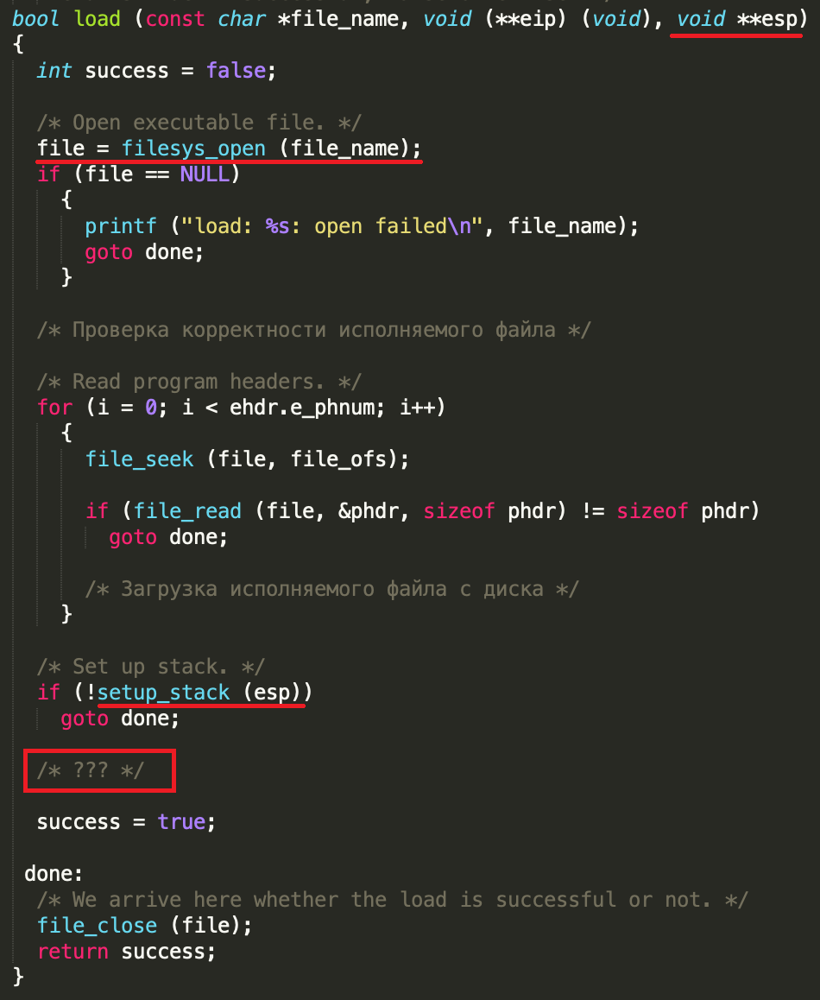 bool load (const char *file_name, void (**eip) (void), void **esp)
{
  int success = false;

  /* Open executable file. */
  file = filesys_open (file_name);
  if (file == NULL)
    {
      printf ("load: %s: open failed\n", file_name);
      goto done;
    }

  /* Проверка корректности исполняемого файла */

  /* Read program headers. */
  for (i = 0; i < ehdr.e_phnum; i++)
    {
      file_seek (file, file_ofs);

      if (file_read (file, &phdr, sizeof phdr) != sizeof phdr)
        goto done;

      /* Загрузка исполняемого файла с диска */
    }

  /* Set up stack. */
  if (!setup_stack (esp))
    goto done;

  /* ??? */

  success = true;

 done:
  /* We arrive here whether the load is successful or not. */
  file_close (file);
  return success;
}